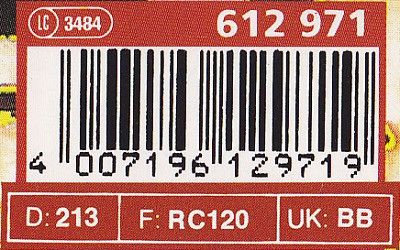 LC 3484 612 971
4 007196 129719
D: 213 F: RC120 UK: BB